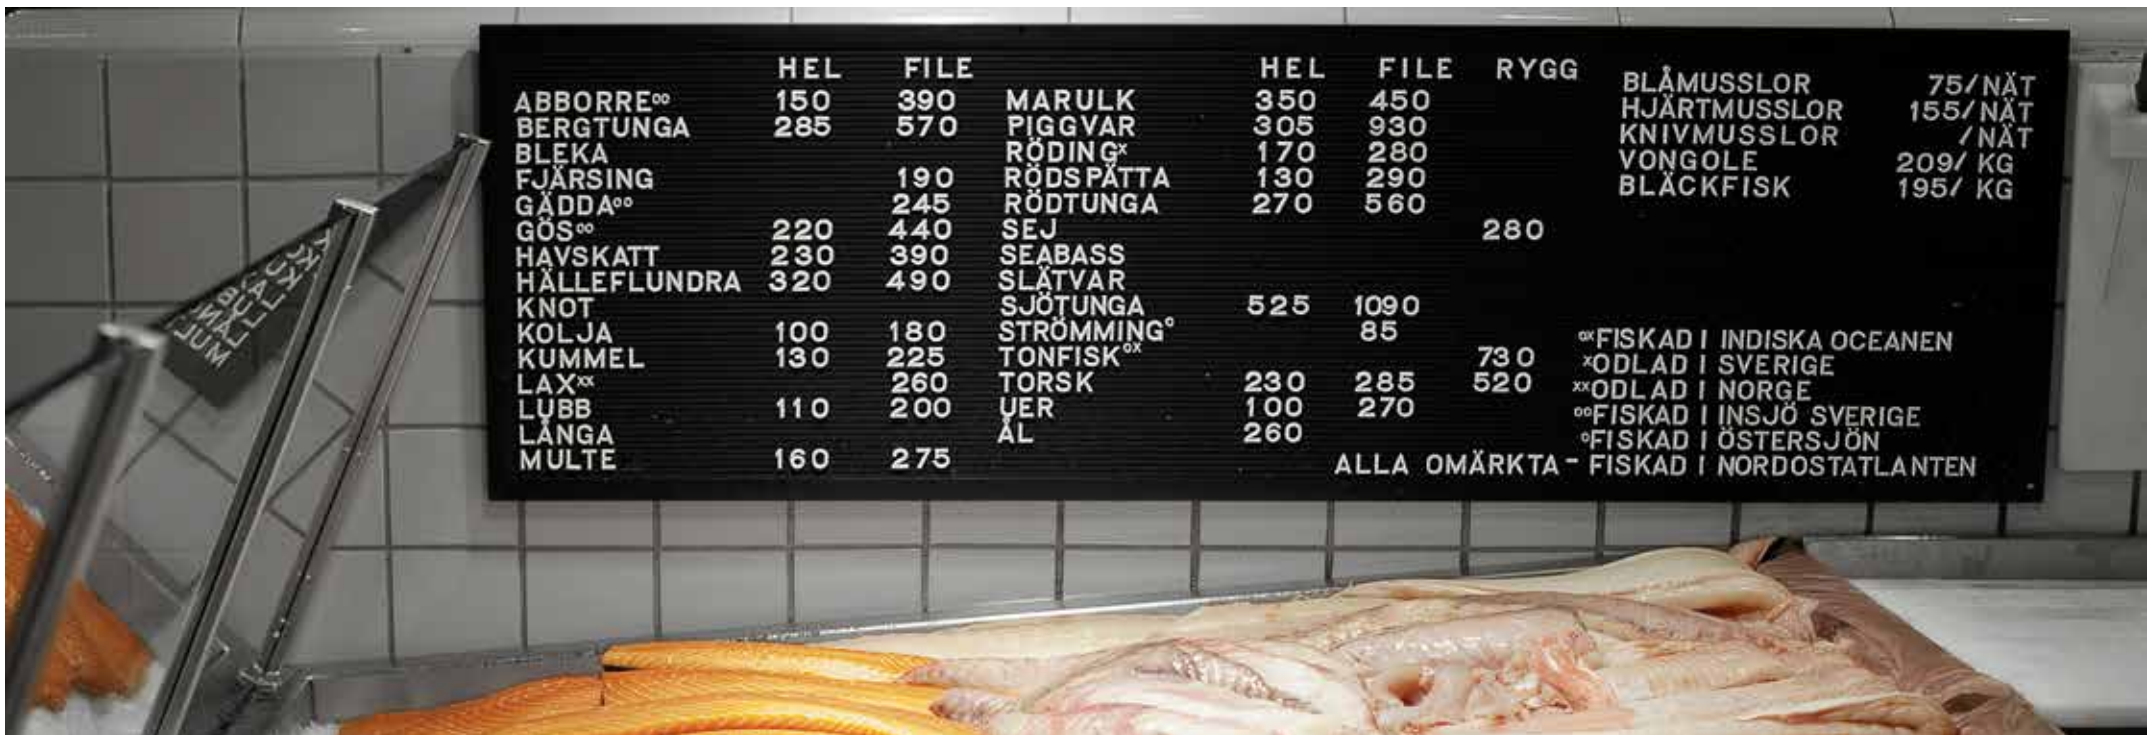 HEL FILE
ABBORRE°° 150 390
BERGTUNGA 285 570
BLEKA
FJÄRSING 190
GÄDDA°° 245
GÖS°° 220 440
HAVSKATT 230 390
HÄLLEFLUNDRA 320 490
KNOT
KOLJA 100 180
KUMMEL 130 225
LAX×× 260
LUBB 110 200
LÅNGA
MULTE 160 275
HEL FILE RYGG
MARULK 350 450
PIGGVAR 305 930
RÖDING× 170 280
RÖDSPÄTTA 130 290
RÖDTUNGA 270 560
SEJ 280
SEABASS
SLÄTVAR
SJÖTUNGA 525 1090
STRÖMMING° 85
TONFISK°× 730
TORSK 230 285 520
UER 100 270
ÅL 260
BLÅMUSSLOR 75/NÄT
HJÄRTMUSSLOR 155/NÄT
KNIVMUSSLOR /NÄT
VONGOLE 209/ KG
BLÄCKFISK 195/ KG
°×FISKAD I INDISKA OCEANEN
×ODLAD I SVERIGE
××ODLAD I NORGE
°°FISKAD I INSJÖ SVERIGE
°FISKAD I ÖSTERSJÖN
ALLA OMÄRKTA - FISKAD I NORDOSTATLANTEN